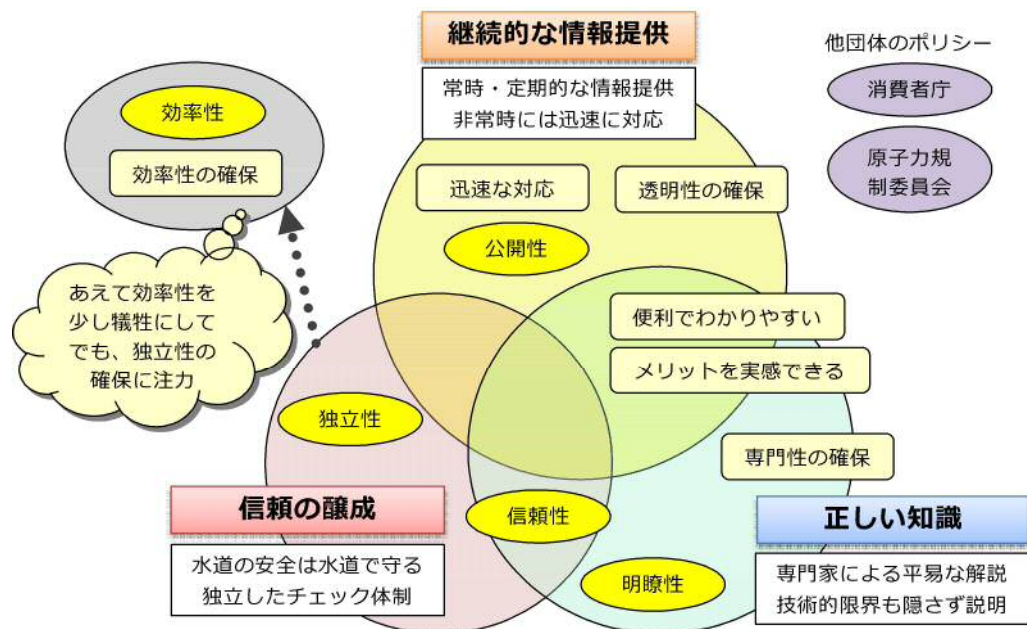 継続的な情報提供
常時・定期的な情報提供
非常時には迅速に対応
他団体のポリシー
消費者庁
原子力規
制委員会
効率性
効率性の確保
迅速な対応
透明性の確保
公開性
あえて効率性を
少し犠牲にして
でも、独立性の
確保に注力
便利でわかりやすい
メリットを実感できる
独立性
専門性の確保
信頼の醸成
水道の安全は水道で守る
独立したチェック体制
信頼性
正しい知識
専門家による平易な解説
技術的限界も隠さず説明
明瞭性